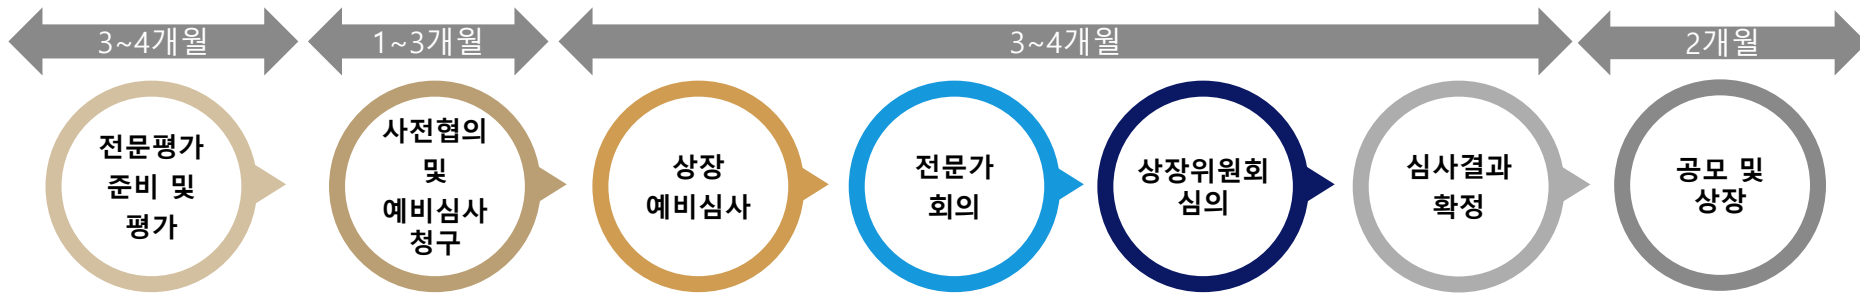 3~4개월
1~3개월
3~4개월
2개월
전문평가
준비 및
평가
사전협의
및
예비심사
청구
상장
예비심사
전문가
회의
상장위원회
심의
심사결과
확정
공모 및
상장